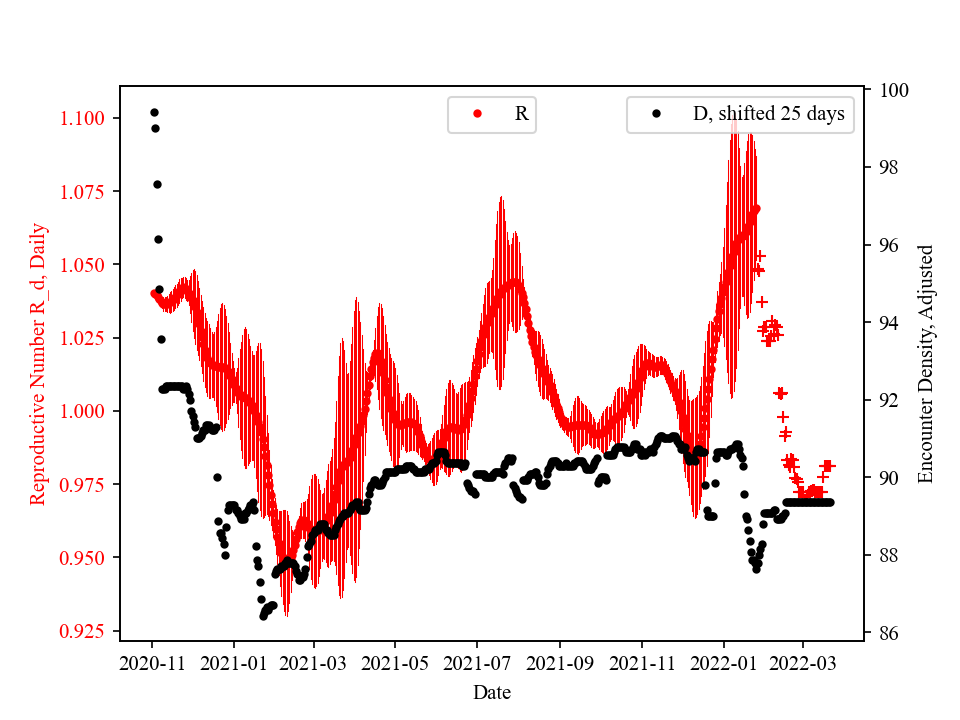 R
D, shifted 25 days
1.100
1.075
1.050
1.025
1.000
0.975
0.950
0.925
Reproductive Number R_d, Daily
100
98
96
94
92
90
88
86
Encounter Density, Adjusted
2020-11 2021-01 2021-03 2021-05 2021-07 2021-09 2021-11 2022-01 2022-03
Date